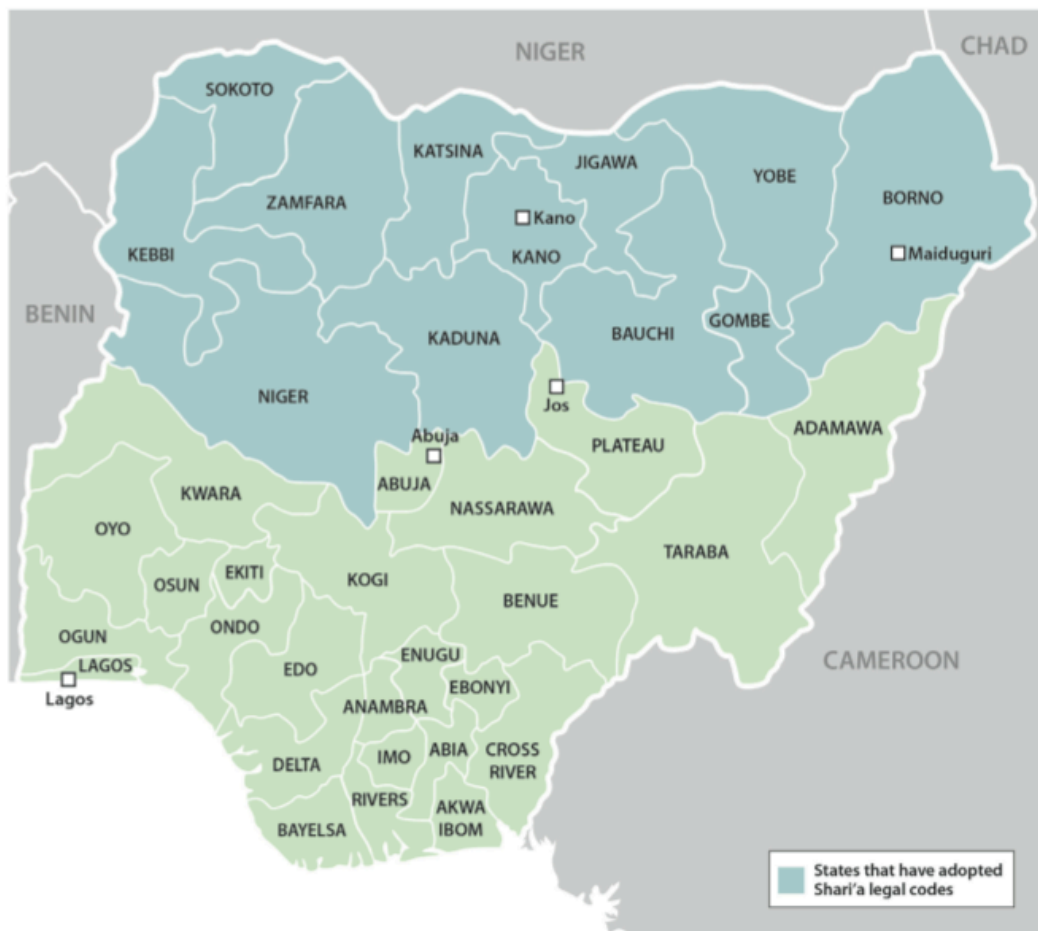 NIGER
CHAD
SOKOTO
KATSINA
JIGAWA
YOBE
ZAMFARA
BORNO
Kano
KEBBI
KANO
Maiduguri
BENIN
GOMBE
BAUCHI
KADUNA
NIGER
Jos
ADAMAWA
Abuja
PLATEAU
ABUJA
KWARA
NASSARAWA
OYO
TARABA
EKITI
OSUN
KOGI
BENUE
ONDO
OGUN
ENUGU
CAMEROON
LAGOS
EDO
EBONYI
Lagos
ANAMBRA
ABIA
CROSS
RIVER
IMO
DELTA
RIVERS
AKWA
IBOM
BAYELSA
States that have adopted
Shari'a legal codes